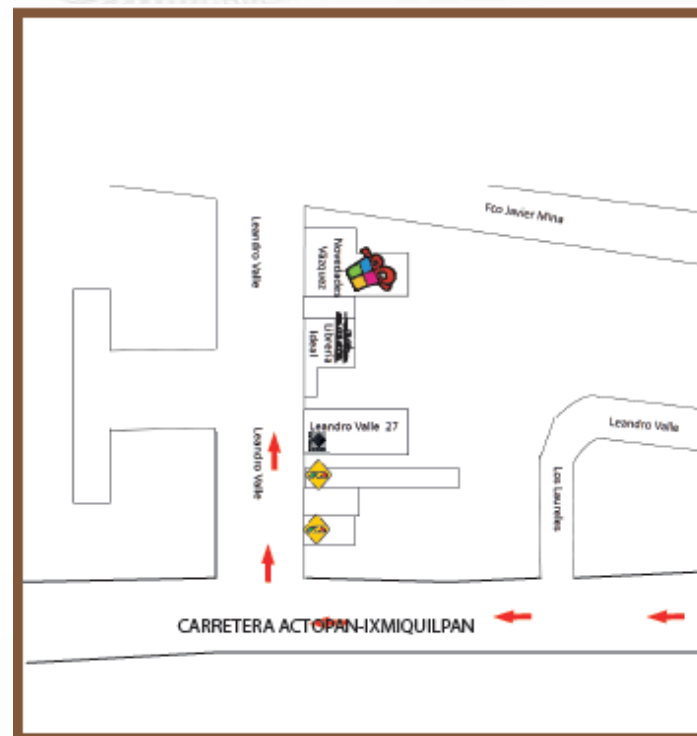 Fco Javier Mina
Leandro Valle
Novedades
Vázquez
Librería
Ideal
Leandro Valle 27
Leandro Valle
Leandro Valle
Los Laureles
CARRETERA ACTOPAN-IXMIQUILPAN